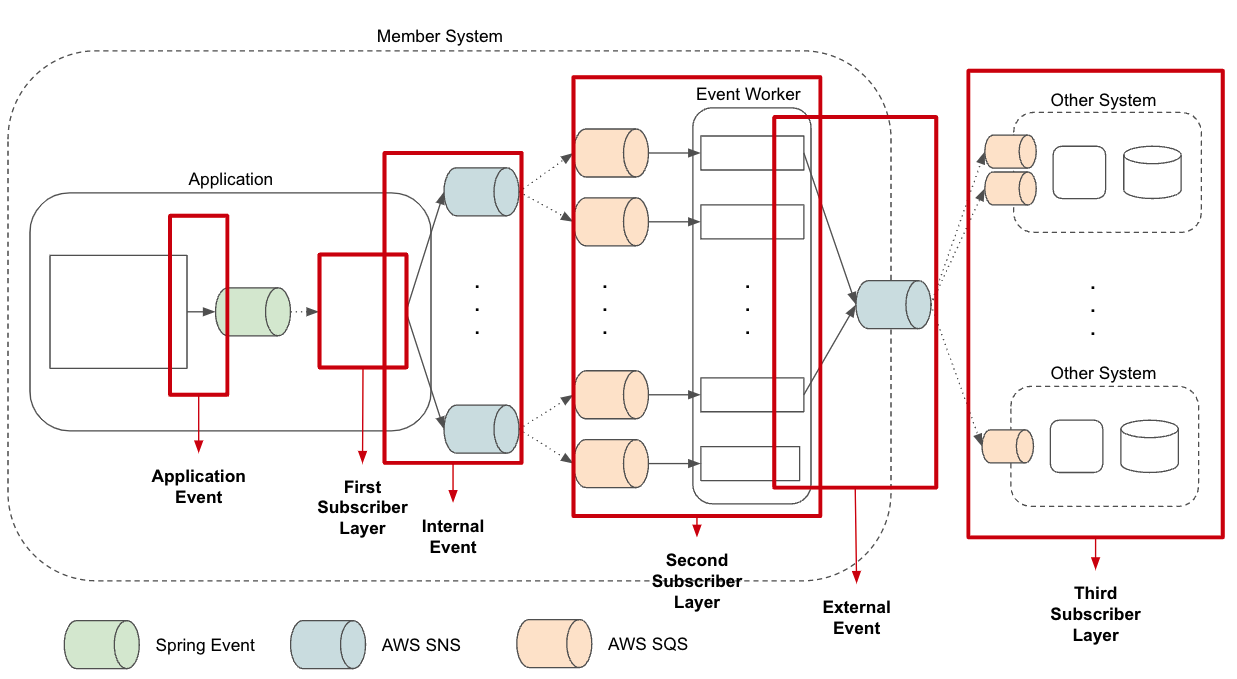 Member System
Event Worker
Other System
Application
Other System
Application
Event
First
Subscriber
Layer
Internal
Event
Second
Subscriber
Layer
External
Event
Third
Subscriber
Layer
Spring Event
AWS SNS
AWS SQS